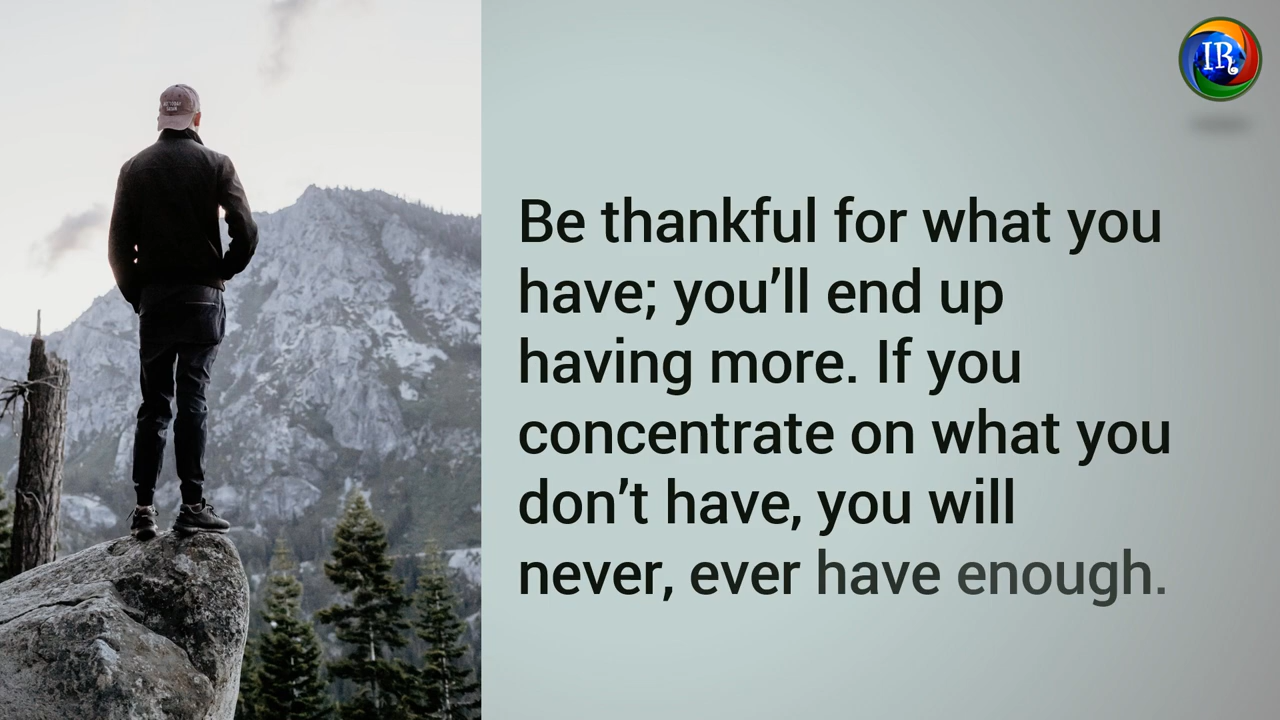 IR
Be thankful for what you
have; you’ll end up
having more. If you
concentrate on what you
don’t have, you will
never, ever have enough.